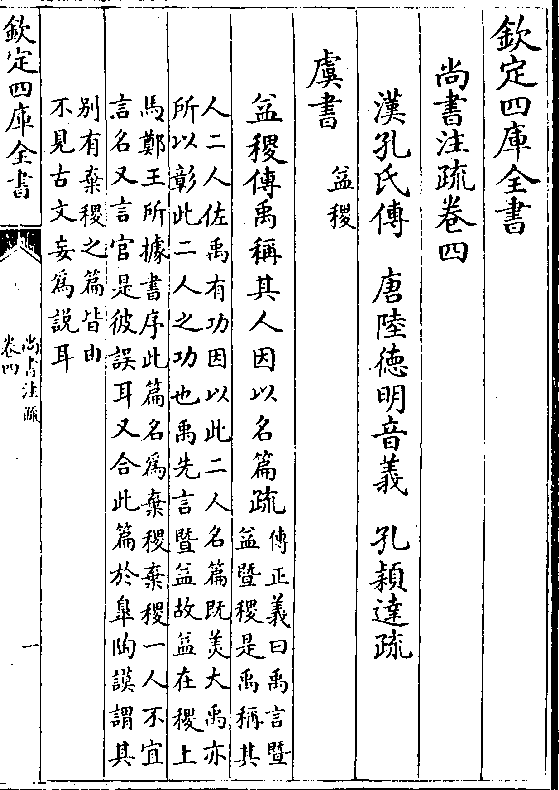 欽定四庫全書
尚書注疏卷四
漢孔氏傳　唐陸德明音義　孔穎達疏
虞書
益稷
益稷傳禹稱其人因以名篇疏
傳正義曰禹言暨
益暨稷是禹稱其
人二人佐禹有功因以此二人名篇既美大禹亦
所以彰此二人之功也禹先言暨益故益在稷上
馬鄭王所據書序此篇名為棄稷棄稷一人不宜
言名又言官是彼誤耳又合此篇於臯陶謨謂其
别有棄稷之篇皆由
不見古文妄為説耳
欽定四庫全書
尚書注疏
卷四
一